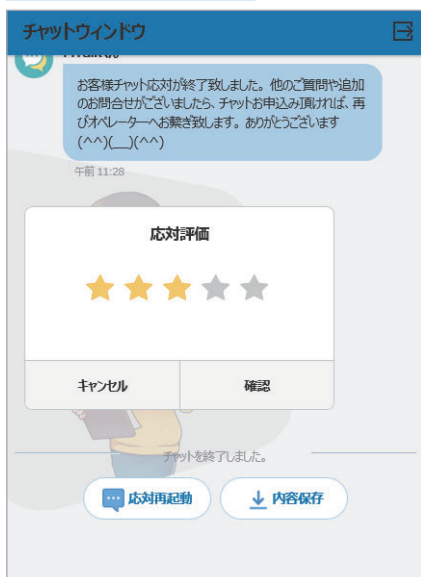 チャットウィンドウ
お客様チャット応対が終了致しました。他のご質問や追加
のお問合せがございましたら、チャットお申込み頂ければ、再
びオペレーターへお繋ぎ致します。ありがとうございます
(^^)(__)(^^)
午前 11:28
応対評価
キャンセル
確認
チャットを終了しました。
応対再起動
内容保存